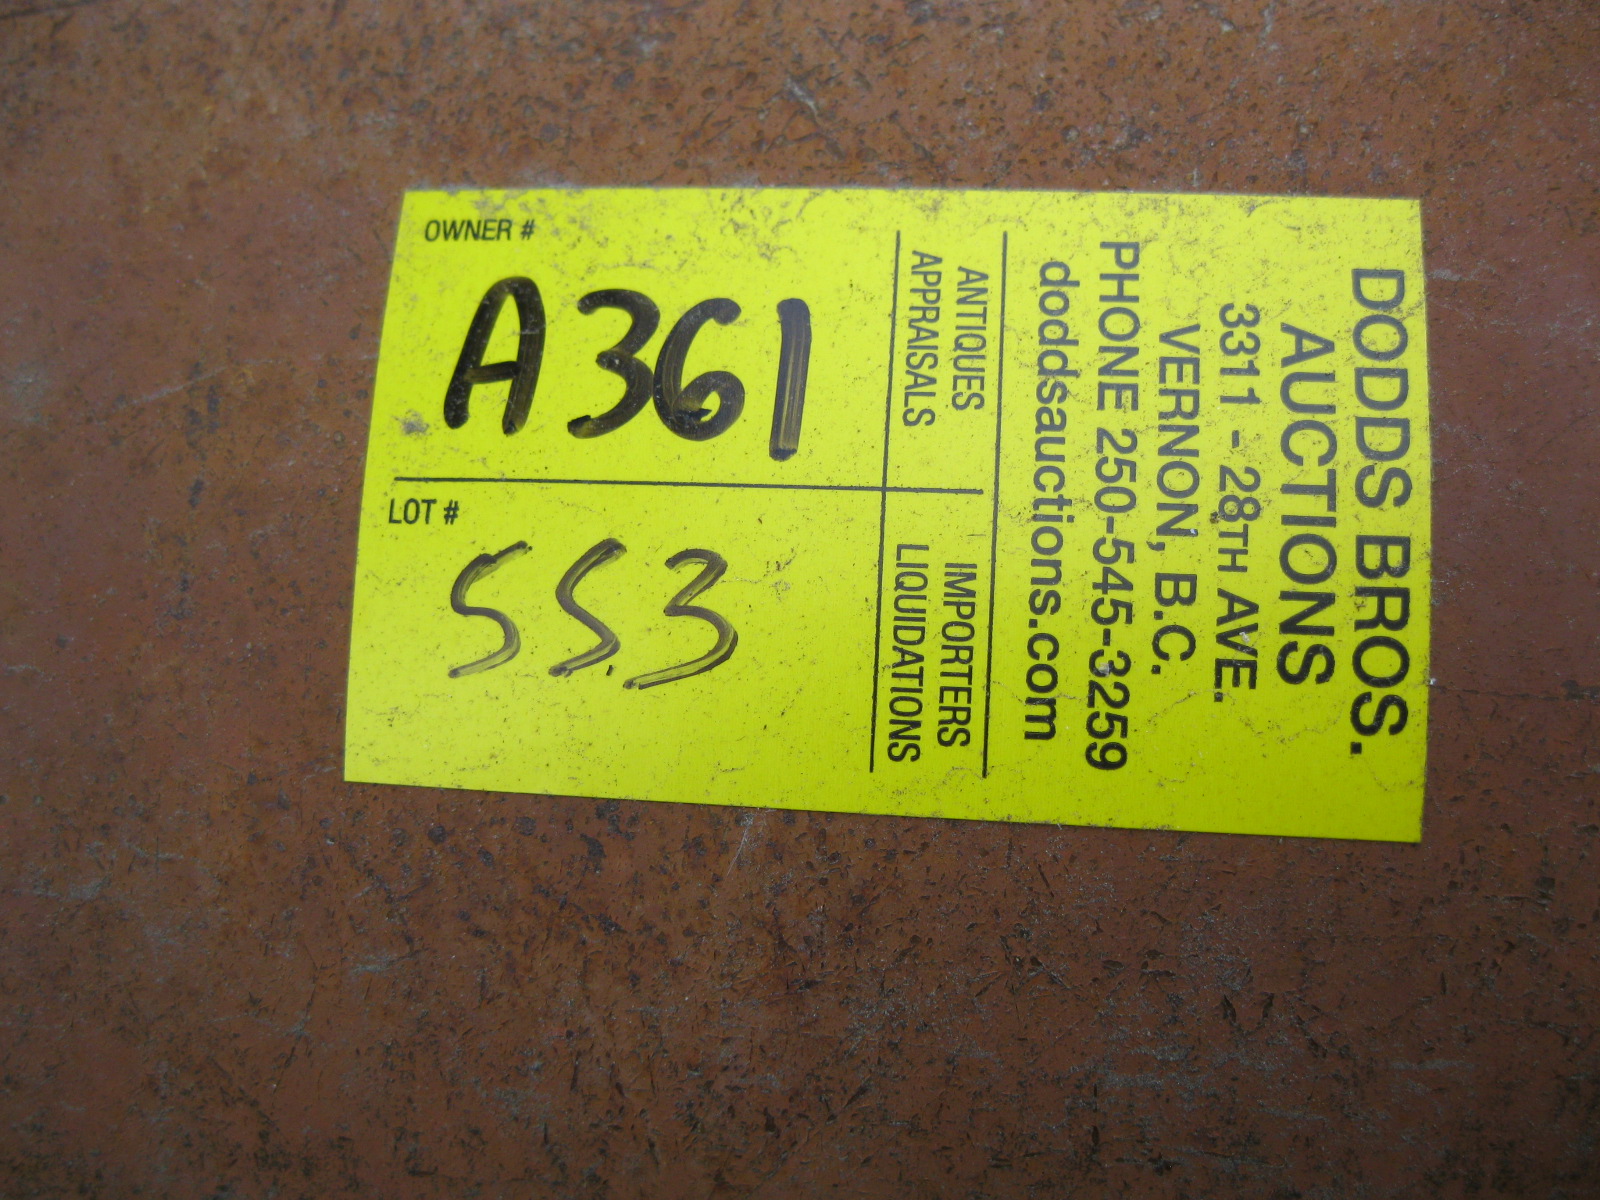 DODDS BROS.
AUCTIONS
3311 - 28TH AVE.
VERNON, B.C.
PHONE 250-545-3259
doddsauctions.com
ANTIQUES
APPRAISALS
IMPORTERS
LIQUIDATIONS
OWNER #
A361
LOT #
553